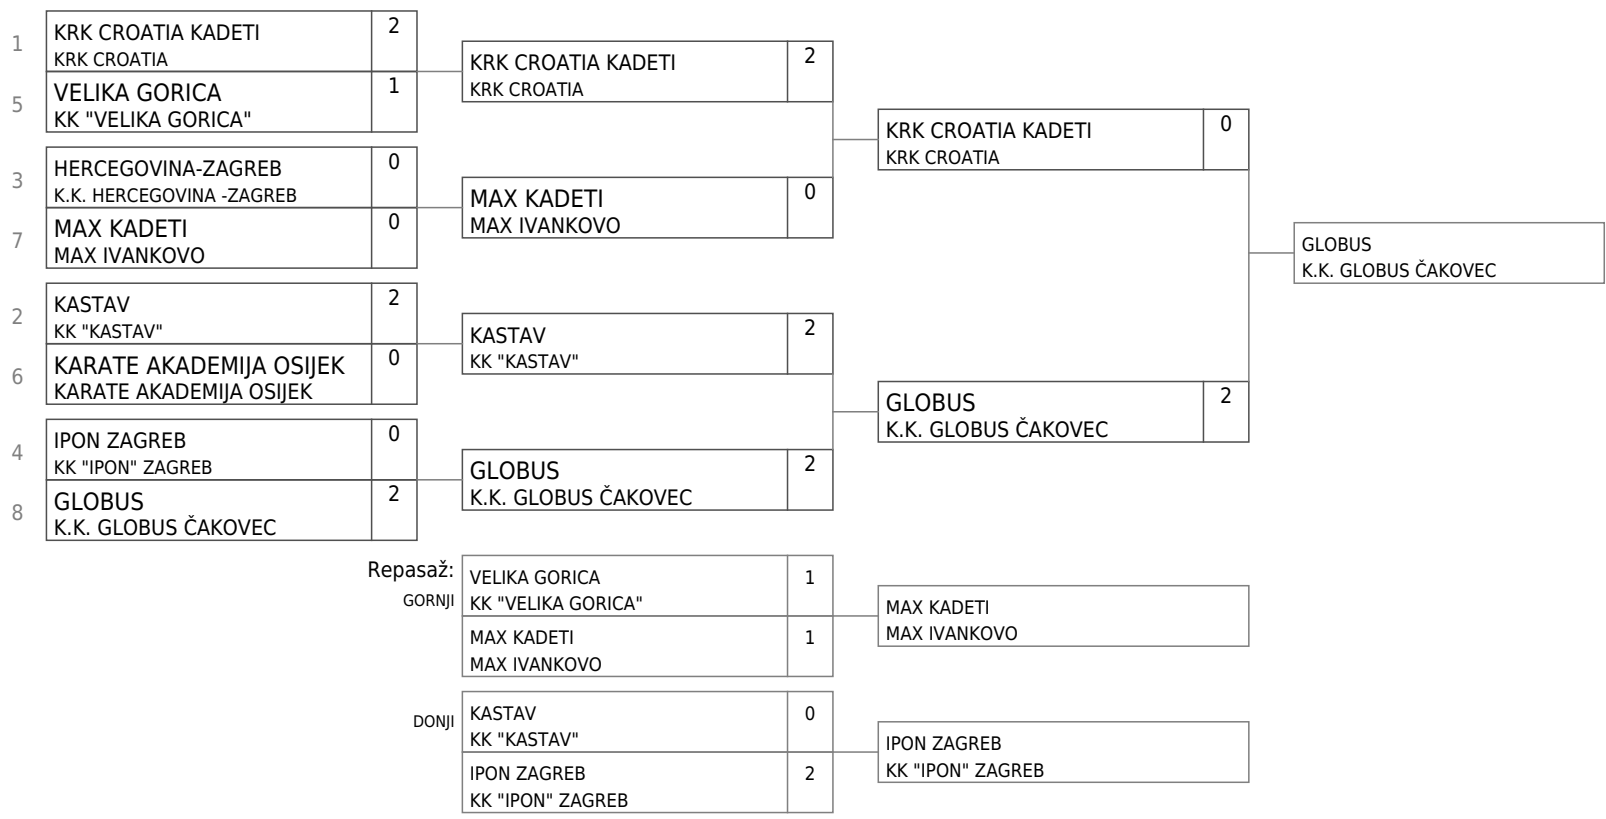 1
KRK CROATIA KADETI 2
KRK CROATIA
5
VELIKA GORICA 1
KK "VELIKA GORICA"
3
HERCEGOVINA-ZAGREB 0
K.K. HERCEGOVINA -ZAGREB
7
MAX KADETI 0
MAX IVANKOVO
2
KASTAV 2
KK "KASTAV"
6
KARATE AKADEMIJA OSIJEK 0
KARATE AKADEMIJA OSIJEK
4
IPON ZAGREB 0
KK "IPON" ZAGREB
8
GLOBUS 2
K.K. GLOBUS ČAKOVEC
KRK CROATIA KADETI 2
KRK CROATIA
MAX KADETI 0
MAX IVANKOVO
KASTAV 2
KK "KASTAV"
GLOBUS 2
K.K. GLOBUS ČAKOVEC
KRK CROATIA KADETI 0
KRK CROATIA
GLOBUS 2
K.K. GLOBUS ČAKOVEC
GLOBUS
K.K. GLOBUS ČAKOVEC
Repasaž:
GORNJI
VELIKA GORICA 1
KK "VELIKA GORICA"
MAX KADETI 1
MAX IVANKOVO
MAX KADETI
MAX IVANKOVO
DONJI
KASTAV 0
KK "KASTAV"
IPON ZAGREB 2
KK "IPON" ZAGREB
IPON ZAGREB
KK "IPON" ZAGREB